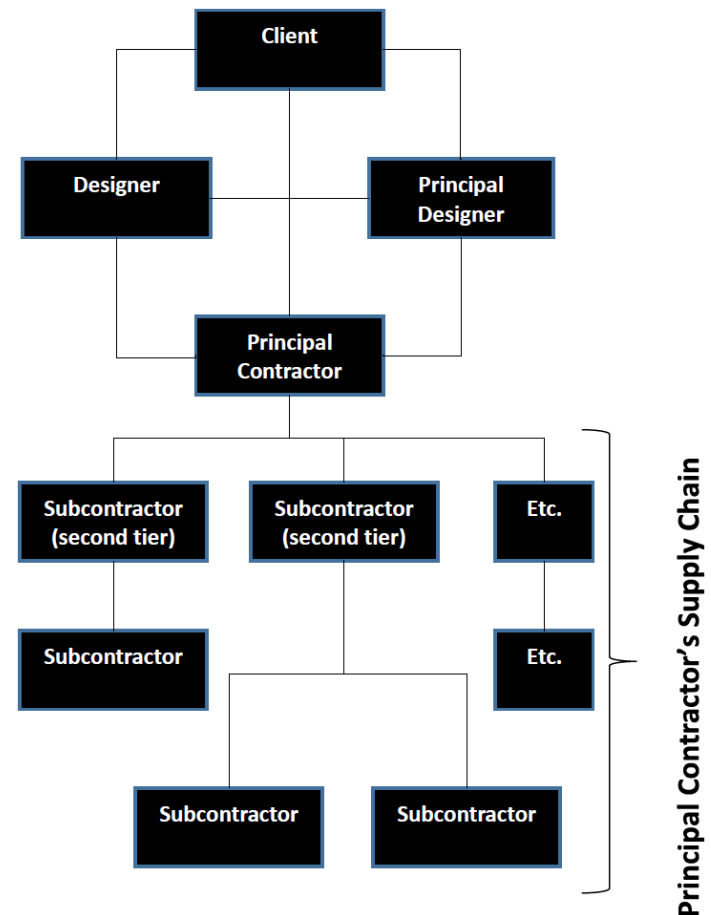 Client
Designer
Principal
Designer
Principal
Contractor
Subcontractor
(second tier)
Subcontractor
(second tier)
Etc.
Subcontractor
Etc.
Subcontractor
Subcontractor
Principal Contractor’s Supply Chain